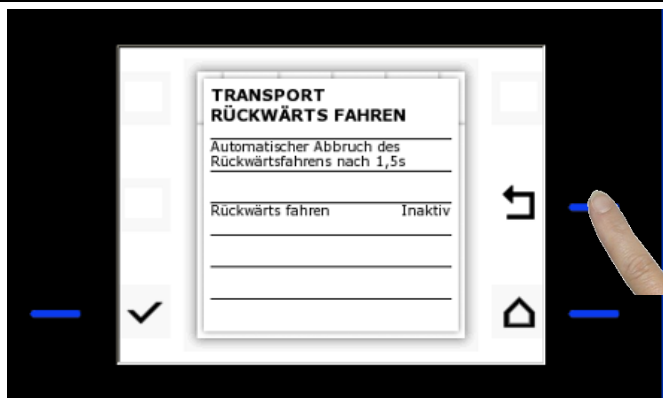 TRANSPORT
RÜCKWÄRTS FAHREN
Automatischer Abbruch des
Rückwärtsfahrens nach 1,5s
Rückwärts fahren Inaktiv